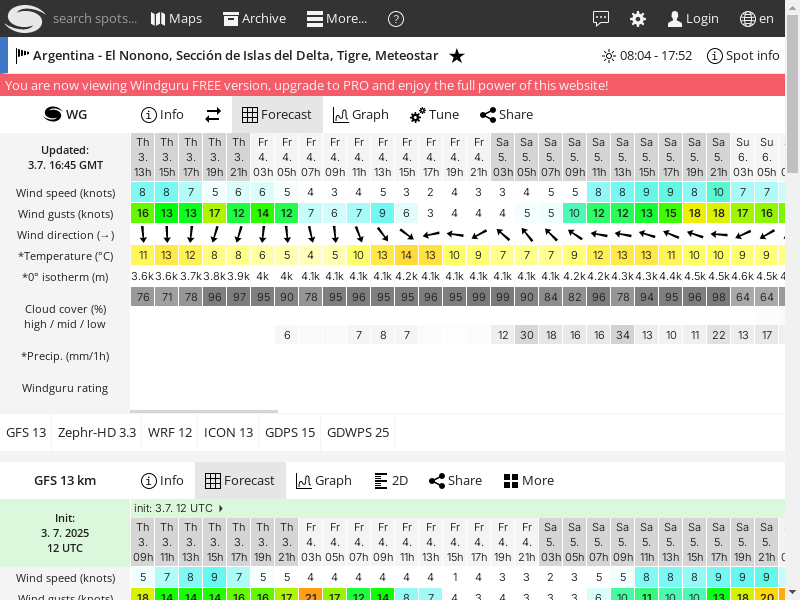 search spots... Maps Archive More... ? Login en
Argentina - El Nonono, Sección de Islas del Delta, Tigre, Meteostar ★ 08:04 - 17:52 Spot info
You are now viewing Windguru FREE version, upgrade to PRO and enjoy the full power of this website!
WG Info Forecast Graph Tune Share
Updated:
3.7. 16:45 GMT
Th Th Th Th Th Fr Fr Fr Fr Fr Fr Fr Fr Fr Fr Sa Sa Sa Sa Sa Sa Sa Sa Sa Sa Su Su
3. 3. 3. 3. 3. 4. 4. 4. 4. 4. 4. 4. 4. 4. 4. 5. 5. 5. 5. 5. 5. 5. 5. 5. 5. 6. 6.
13h 15h 17h 19h 21h 03h 05h 07h 09h 11h 13h 15h 17h 19h 21h 03h 05h 07h 09h 11h 13h 15h 17h 19h 21h 03h 05h
Wind speed (knots) 8 8 7 5 6 6 5 4 3 4 5 3 2 4 3 3 4 5 5 8 8 9 9 8 10 7 7
Wind gusts (knots) 16 13 13 17 12 14 12 7 6 7 9 6 3 4 4 4 5 5 10 12 12 13 15 18 18 17 16
Wind direction (→)
*Temperature (°C) 11 13 12 8 8 6 5 4 5 10 13 14 13 10 9 7 7 7 9 12 13 13 11 10 10 9 9
*0° isotherm (m) 3.6k 3.6k 3.7k 3.8k 3.9k 4k 4k 4.1k 4.1k 4.1k 4.1k 4.2k 4.1k 4.1k 4.1k 4.1k 4.1k 4.1k 4.2k 4.2k 4.3k 4.3k 4.4k 4.5k 4.5k 4.6k 4.5k
Cloud cover (%)
high / mid / low
76 71 78 96 97 95 90 78 95 96 95 95 96 95 99 99 90 84 82 96 78 94 95 96 98 64 64
6 7 8 7 12 30 18 16 16 34 13 10 11 22 13 17
*Precip. (mm/1h)
Windguru rating
GFS 13 Zephr-HD 3.3 WRF 12 ICON 13 GDPS 15 GDWPS 25
GFS 13 km Info Forecast Graph 2D Share More
Init:
3. 7. 2025
12 UTC
init: 3.7. 12 UTC
Th Th Th Th Th Th Th Fr Fr Fr Fr Fr Fr Fr Fr Fr Fr Sa Sa Sa Sa Sa Sa Sa Sa Sa Sa
3. 3. 3. 3. 3. 3. 3. 4. 4. 4. 4. 4. 4. 4. 4. 4. 4. 5. 5. 5. 5. 5. 5. 5. 5. 5. 5.
09h 11h 13h 15h 17h 19h 21h 03h 05h 07h 09h 11h 13h 15h 17h 19h 21h 03h 05h 07h 09h 11h 13h 15h 17h 19h 21h
Wind speed (knots) 5 7 8 9 7 5 5 4 4 4 4 4 4 1 4 3 3 2 3 5 5 8 8 8 9 9 9
Wind gusts (knots) 18 14 14 14 16 16 17 21 17 12 14 8 7 4 4 3 3 3 3 6 10 11 10 10 13 18 20